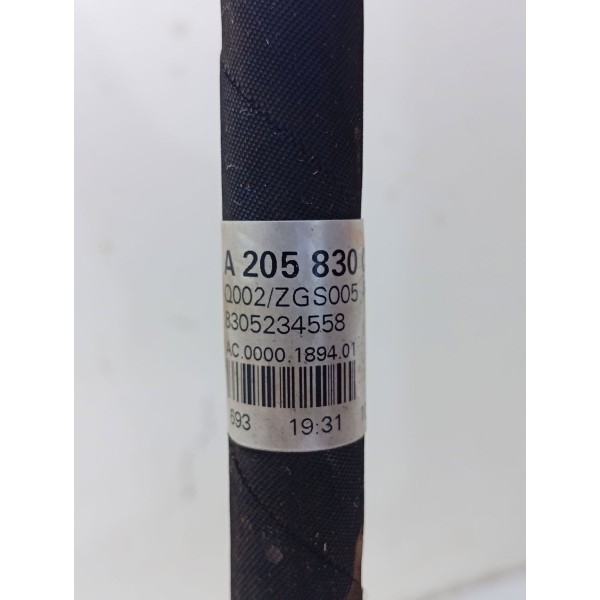 A 205 830
Q002/ZGS005
8305234558
AC.0000.1894.01
693 19:31